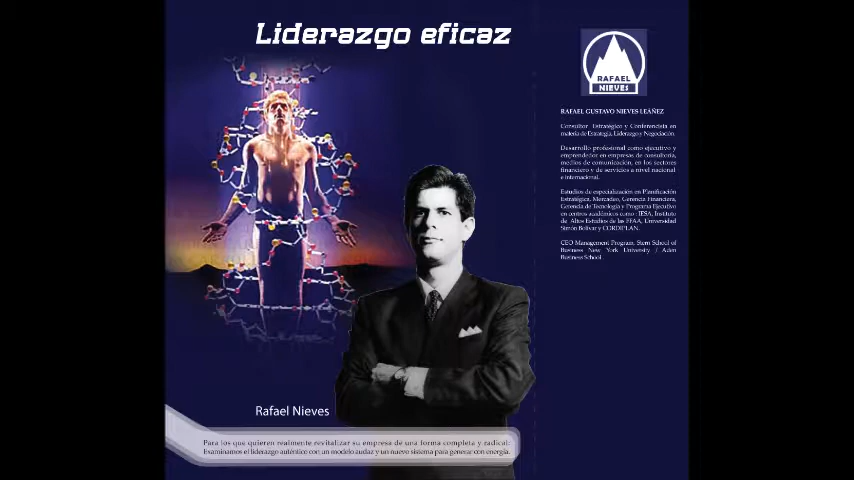 Liderazgo eficaz
RAFAEL
NIEVES
RAFAEL GUSTAVO NIEVES LEAÑEZ
Consultor Estratégico y Conferencista en
materia de Estrategia, Liderazgo y Negociación.
Desarrollo profesional como ejecutivo y
emprendedor en empresas de consultoría,
medios de comunicación, en los sectores
financiero y de servicios a nivel nacional
e internacional.
Estudios de especialización en Planificación
Estratégica, Mercadeo, Gerencia Financiera,
Gerencia de Tecnología y Programa Ejecutivo
en centros académicos como : IESA, Instituto
de Altos Estudios de las FFAA, Universidad
Simón Bolívar y CORDIPLAN.
CEO Management Program, Stern School of
Business New York University / Aden
Business School
Rafael Nieves
Para los que quieren realmente revitalizar su empresa de una forma completa y radical:
Examinamos el liderazgo auténtico con un modelo audaz y un nuevo sistema para generar con energía.